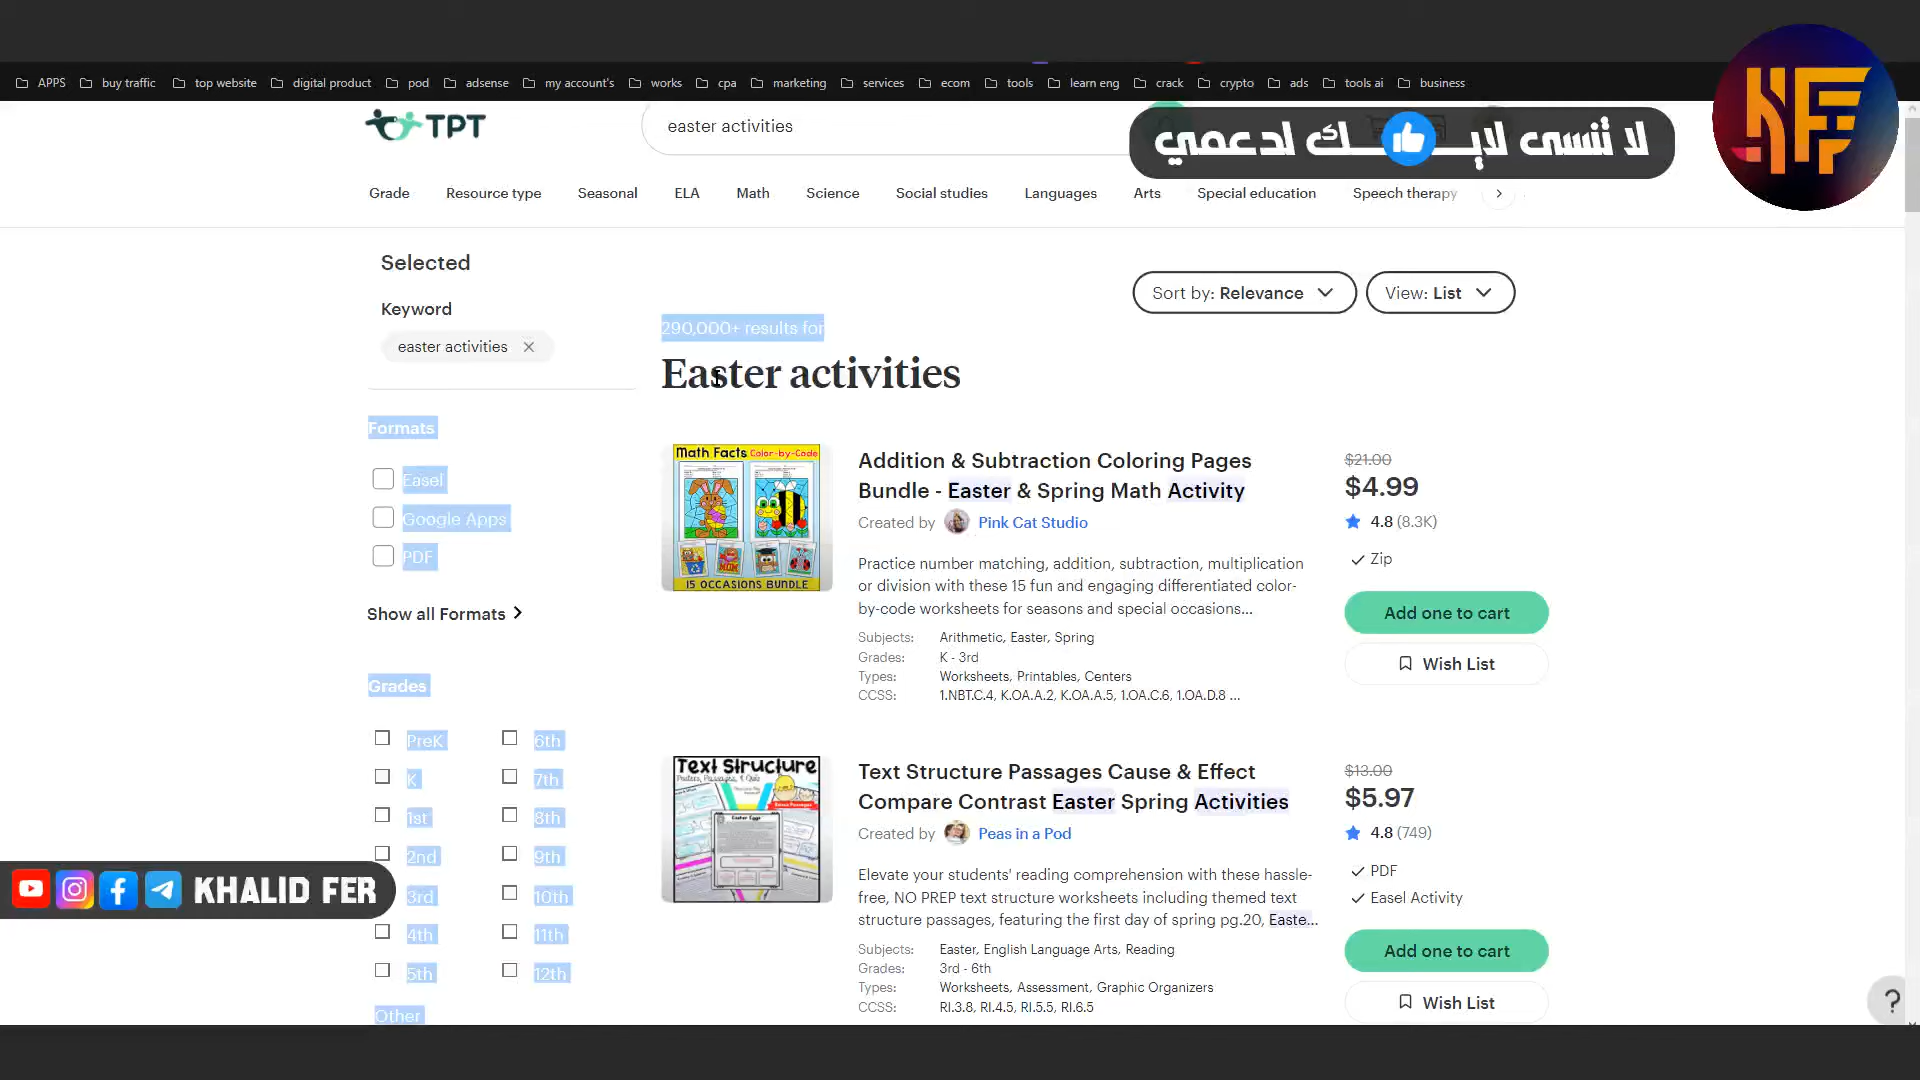 APPS
buy traffic
top website
digital product
pod
adsense
my account's
works
cpa
marketing
services
ecom
tools
learn eng
crack
crypto
ads
tools ai
business
TPT
easter activities
لا تنسى لايـــك لدعمي
Grade
Resource type
Seasonal
ELA
Math
Science
Social studies
Languages
Arts
Special education
Speech therapy
Selected
Keyword
easter activities
Formats
Easel
Google Apps
PDF
Show all Formats
Grades
PreK
6th
K
7th
1st
8th
2nd
9th
3rd
10th
4th
11th
5th
12th
Other
Sort by: Relevance
View: List
290,000+ results for
Easter activities
Math Facts Color-by-Code
15 OCCASIONS BUNDLE
Addition & Subtraction Coloring Pages
Bundle - Easter & Spring Math Activity
Created by Pink Cat Studio
Practice number matching, addition, subtraction, multiplication
or division with these 15 fun and engaging differentiated color-
by-code worksheets for seasons and special occasions...
Subjects: Arithmetic, Easter, Spring
Grades: K - 3rd
Types: Worksheets, Printables, Centers
CCSS: 1.NBT.C.4, K.OA.A.2, K.OA.A.5, 1.OA.C.6, 1.OA.D.8 ...
$21.00
$4.99
4.8 (8.3K)
Zip
Add one to cart
Wish List
Text Structure
Posters, Passages, & Quiz
Easter Eggs
Text Structure Passages Cause & Effect
Compare Contrast Easter Spring Activities
Created by Peas in a Pod
Elevate your students' reading comprehension with these hassle-
free, NO PREP text structure worksheets including themed text
structure passages, featuring the first day of spring pg.20, Easte...
Subjects: Easter, English Language Arts, Reading
Grades: 3rd - 6th
Types: Worksheets, Assessment, Graphic Organizers
CCSS: RI.3.8, RI.4.5, RI.5.5, RI.6.5
$13.00
$5.97
4.8 (749)
PDF
Easel Activity
Add one to cart
Wish List
?
KHALID FER